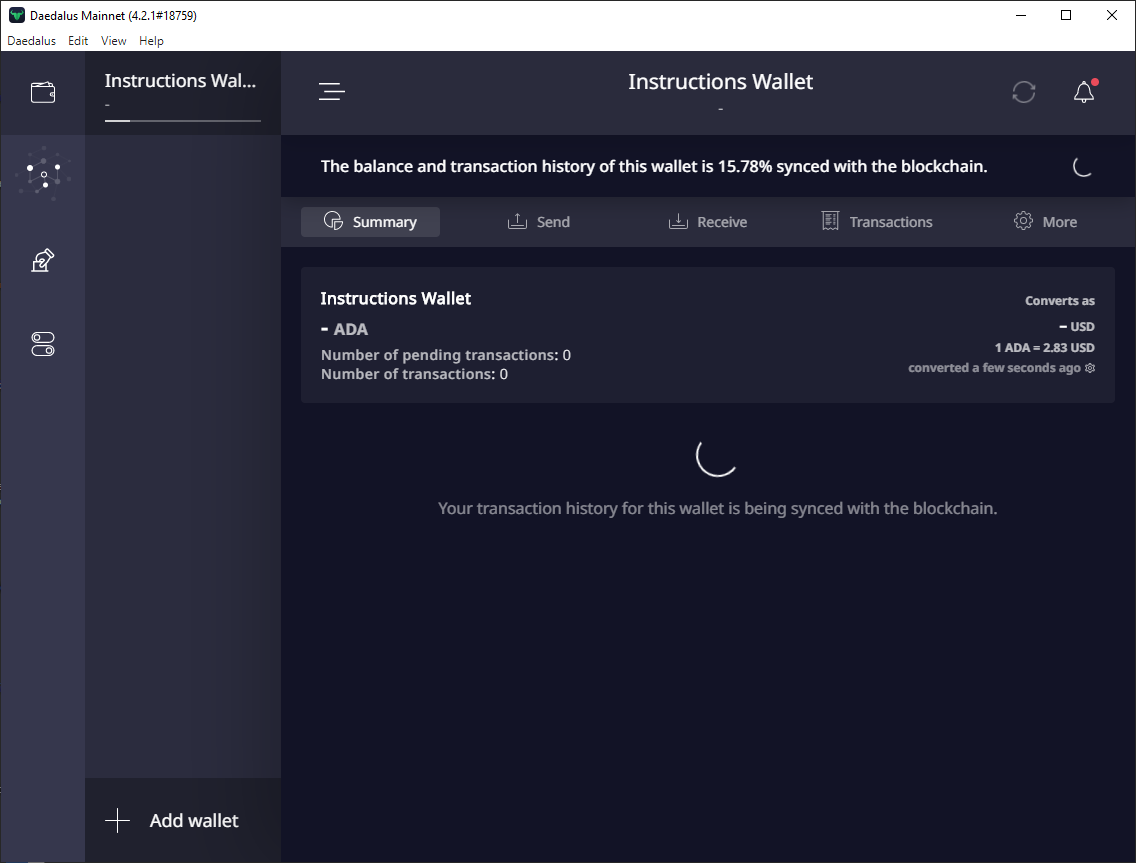 Daedalus Mainnet (4.2.1#18759)
Daedalus Edit View Help
Instructions Wal...
-
Instructions Wallet
-
The balance and transaction history of this wallet is 15.78% synced with the blockchain.
Summary Send Receive Transactions More
Instructions Wallet
- ADA
Number of pending transactions: 0
Number of transactions: 0
Converts as
– USD
1 ADA = 2.83 USD
converted a few seconds ago
Your transaction history for this wallet is being synced with the blockchain.
Add wallet